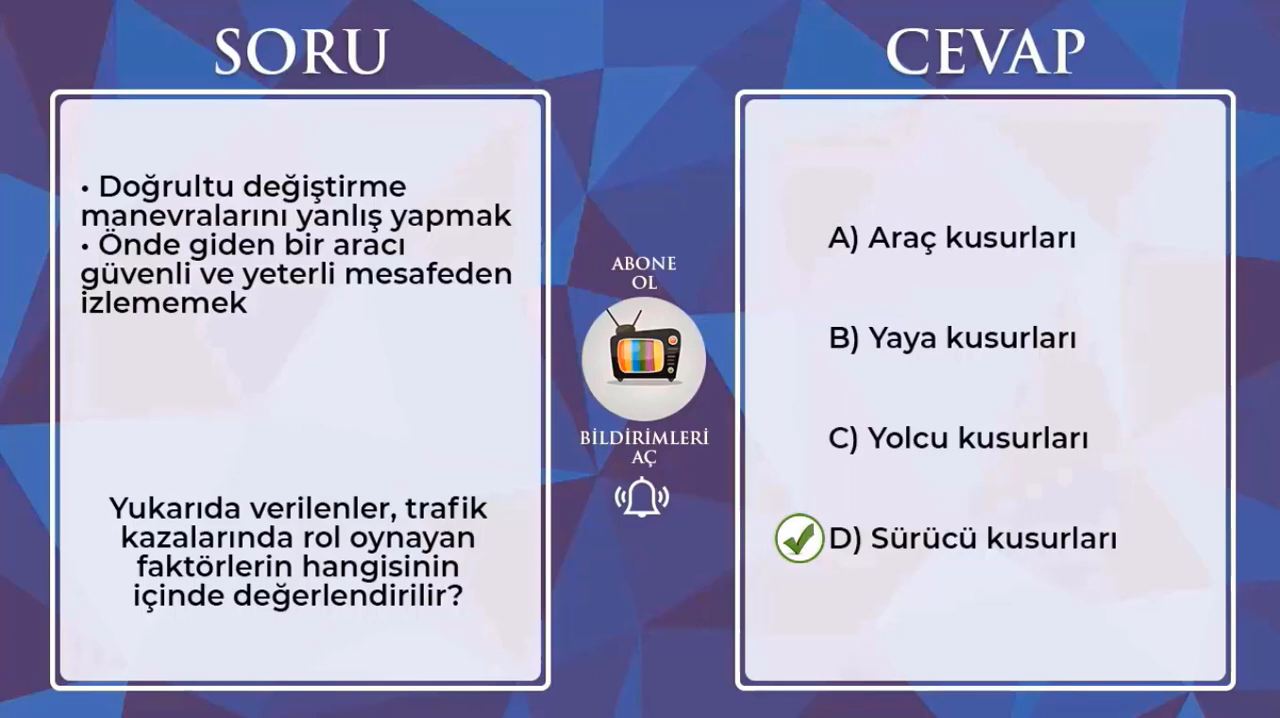 SORU
• Doğrultu değiştirme
manevralarını yanlış yapmak
• Önde giden bir aracı
güvenli ve yeterli mesafeden
izlememek
Yukarıda verilenler, trafik
kazalarında rol oynayan
faktörlerin hangisinin
içinde değerlendirilir?
ABONE
OL
BİLDİRİMLERİ
AÇ
CEVAP
A) Araç kusurları
B) Yaya kusurları
C) Yolcu kusurları
D) Sürücü kusurları